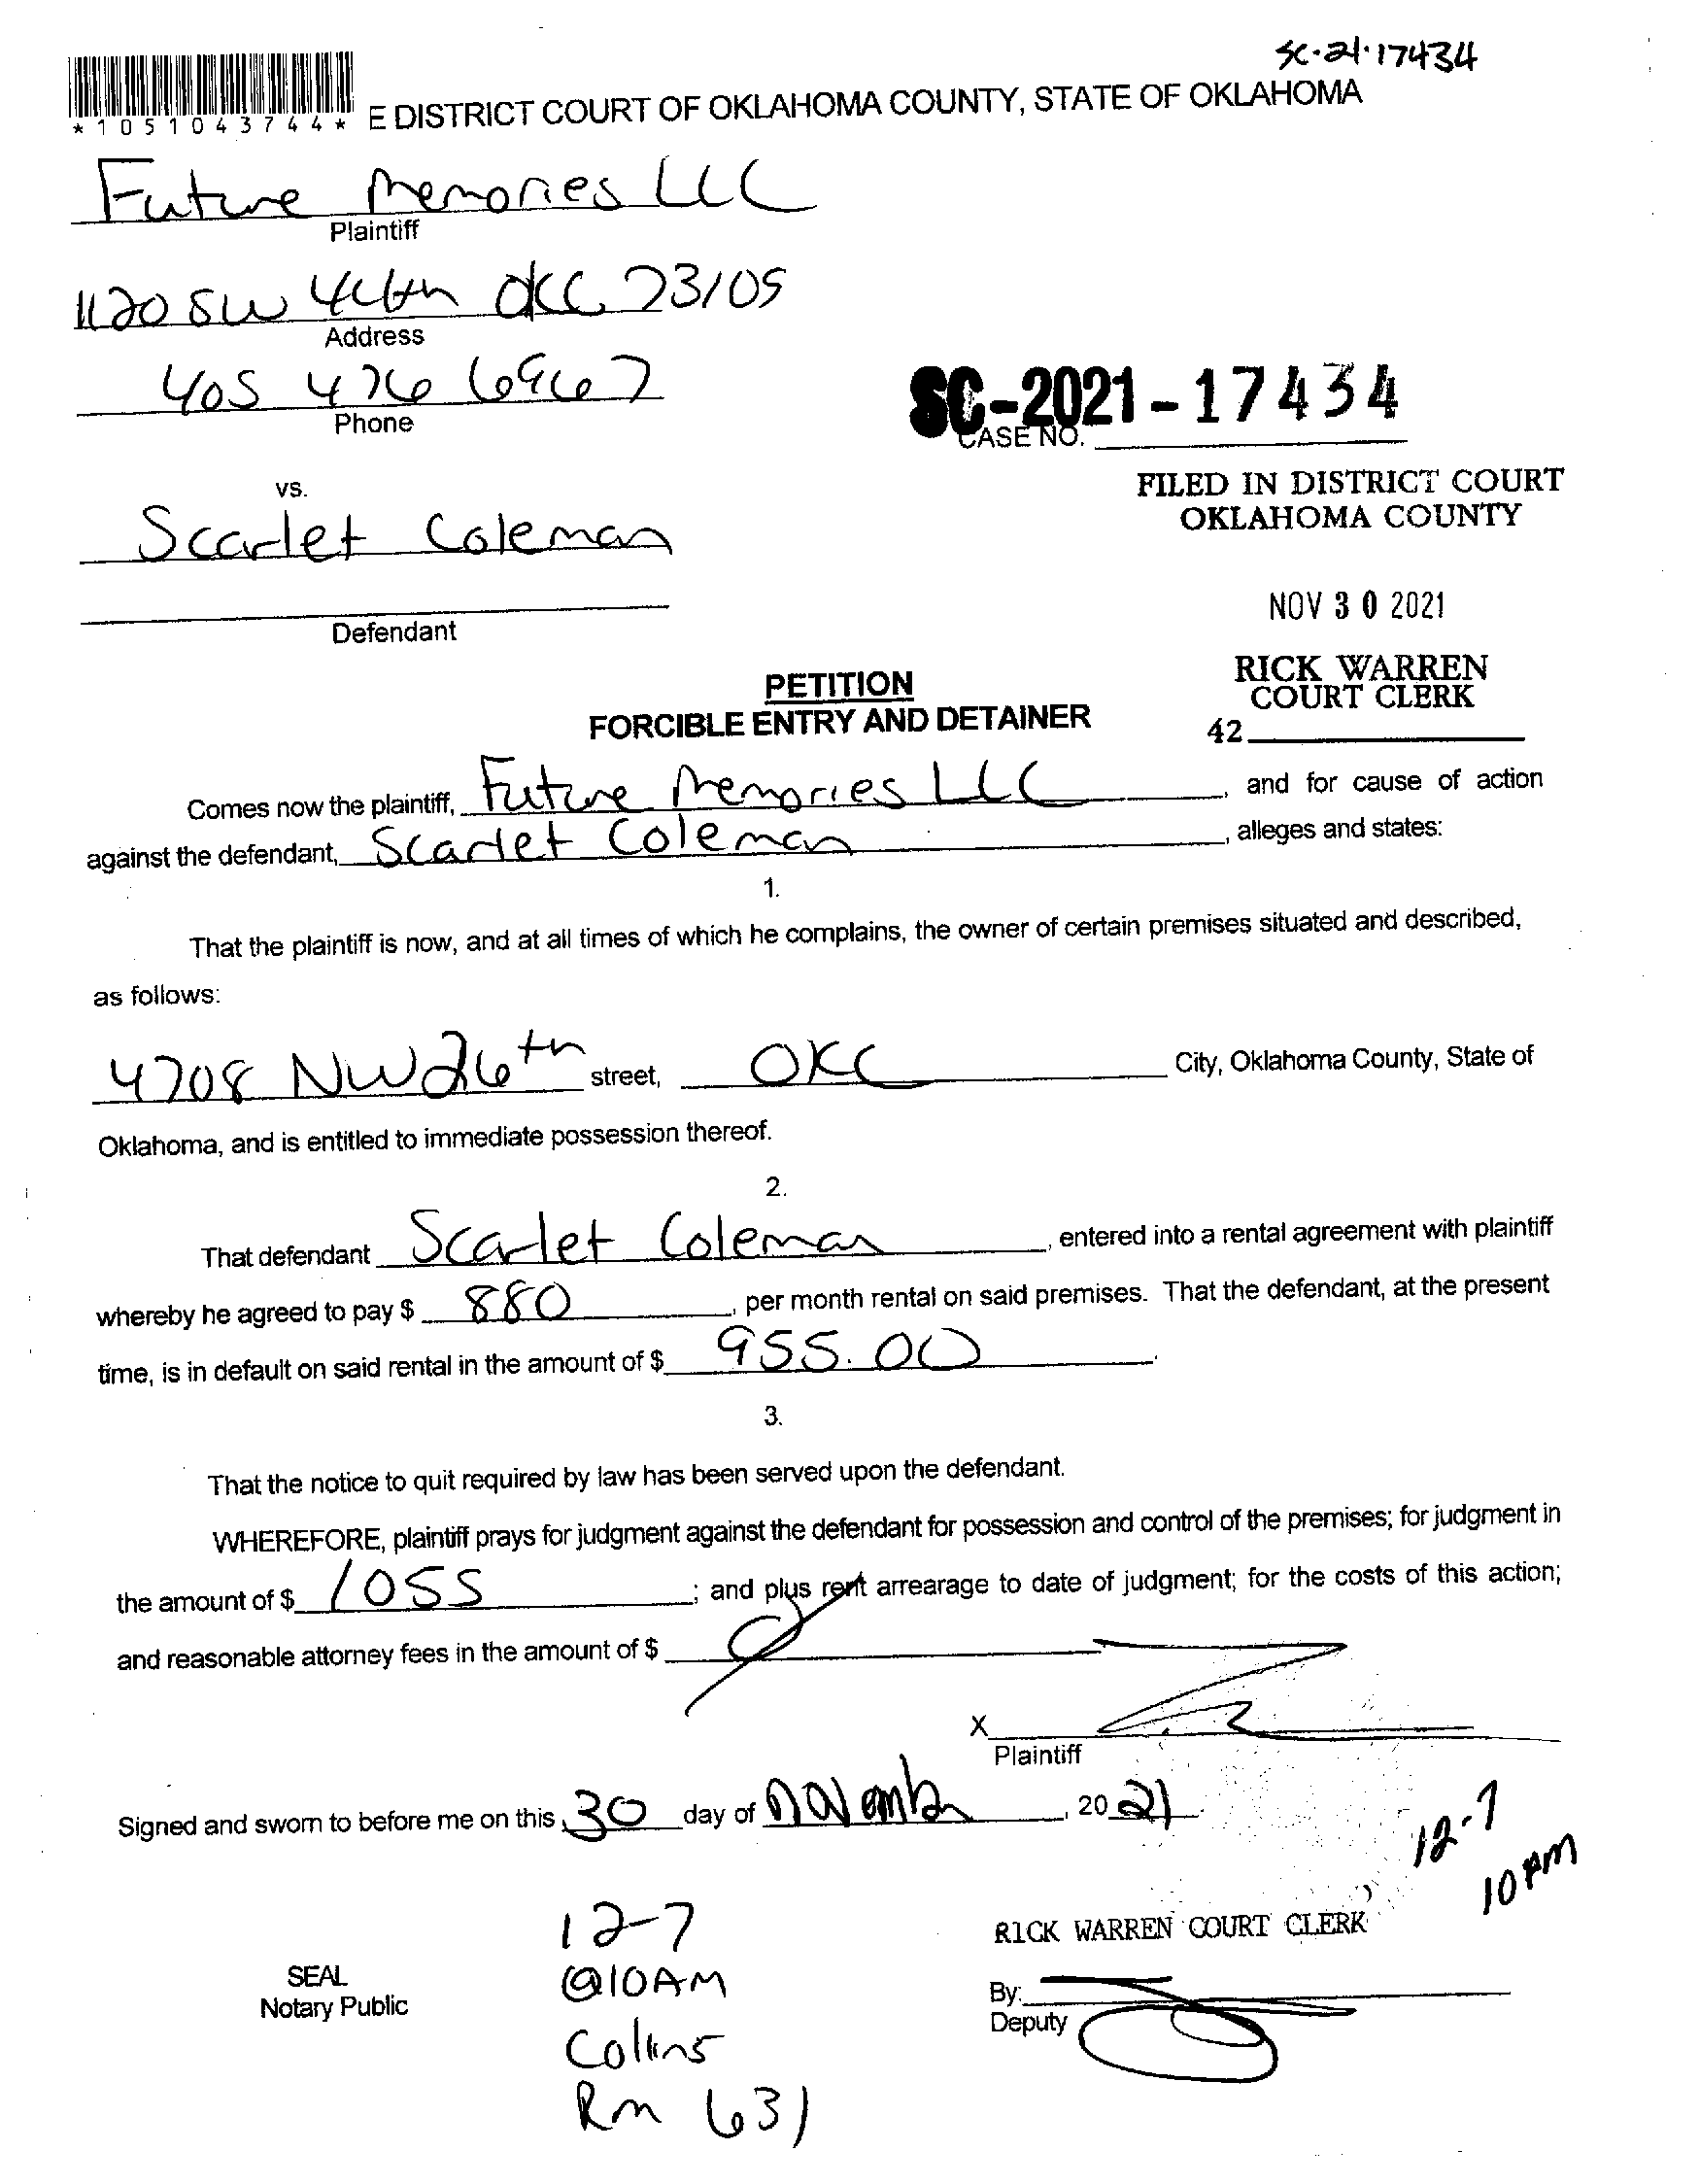 SC-21-17434
*1051043744* E DISTRICT COURT OF OKLAHOMA COUNTY, STATE OF OKLAHOMA
Future Memories LLC
Plaintiff
1120 SW 44th OKC 73109
Address
405 476 6967
Phone
SC-2021-17434
CASE NO.
vs.
FILED IN DISTRICT COURT
OKLAHOMA COUNTY
Scarlet Coleman
NOV 30 2021
Defendant
RICK WARREN
COURT CLERK
42
PETITION
FORCIBLE ENTRY AND DETAINER
Comes now the plaintiff, Future Memories LLC, and for cause of action
against the defendant, Scarlet Coleman, alleges and states:
1.
That the plaintiff is now, and at all times of which he complains, the owner of certain premises situated and described,
as follows:
4708 NW 26th street, OKC City, Oklahoma County, State of
Oklahoma, and is entitled to immediate possession thereof.
2.
That defendant Scarlet Coleman, entered into a rental agreement with plaintiff
whereby he agreed to pay $ 880, per month rental on said premises. That the defendant, at the present
time, is in default on said rental in the amount of $ 955.00.
3.
That the notice to quit required by law has been served upon the defendant.
WHEREFORE, plaintiff prays for judgment against the defendant for possession and control of the premises; for judgment in
the amount of $ 1055; and plus rent arrearage to date of judgment; for the costs of this action;
and reasonable attorney fees in the amount of $
X
Plaintiff
Signed and sworn to before me on this 30 day of November, 2021
12-7
10 AM
12-7
@10AM
Collins
Rm 631
SEAL
Notary Public
RICK WARREN COURT CLERK
By:
Deputy